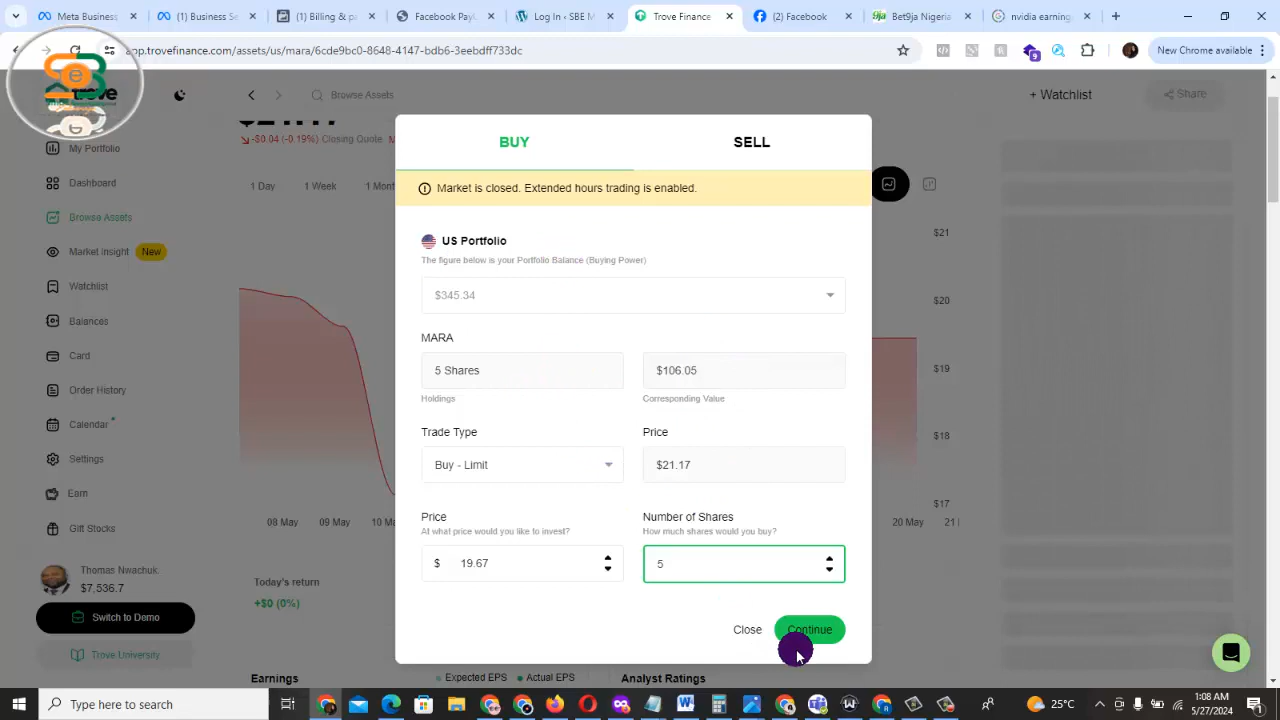 (4) Meta
(4) Business
(1) Billing & p
Facebook Payl
Log In ‹ SBE M
Trove Finance
(6) Facebook
Bet9ja Nigeria
nvidia earning
app.trovefinance.com/assets/us/mara/6cde9bc0-8648-4147-bdb6-3eebdff733dc
9
New Chrome available
Browse Assets
+ Watchlist
Share
-$0.04 (-0.19%) Closing Quote.
1 Day
1 Week
1 Mont
BUY
SELL
Market is closed. Extended hours trading is enabled.
US Portfolio
The figure below is your Portfolio Balance (Buying Power)
$345.34
MARA
5 Shares
$106.05
Holdings
Corresponding Value
Trade Type
Price
Buy - Limit
$21.17
Price
Number of Shares
At what price would you like to invest?
How much shares would you buy?
$ 19.67
5
Close
Continue
My Portfolio
Dashboard
Browse Assets
Market insight New
Watchlist
Balances
Card
Order History
Calendar
Settings
Earn
Gift Stocks
Thomas Nwachuk.
$7,536.7
Switch to Demo
Trove University
$21
$20
$19
$18
$17
08 May
09 May
10 Ma
20 May
21
Today's return
+$0 (0%)
Earnings
Expected EPS
Actual EPS
Analyst Ratings
Type here to search
25°C
1:08 AM
5/27/2024